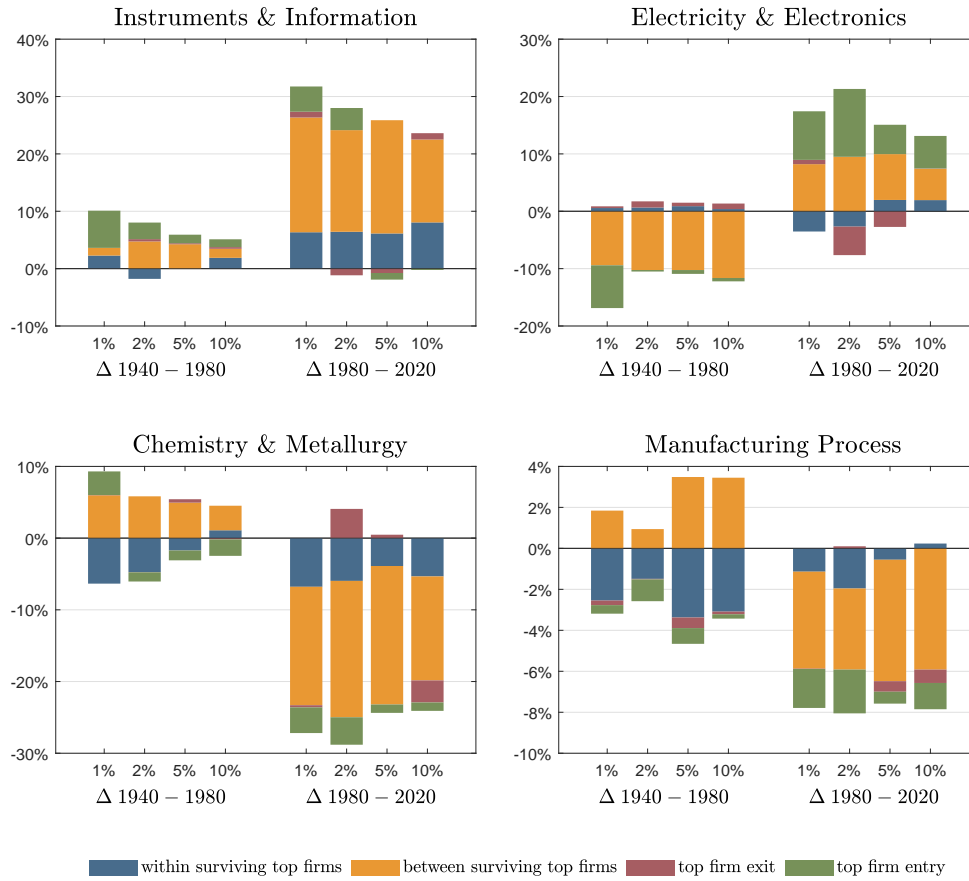 Instruments & Information
40%
30%
20%
10%
0%
-10%
1% 2% 5% 10% 1% 2% 5% 10%
Δ 1940 − 1980 Δ 1980 − 2020
Electricity & Electronics
30%
20%
10%
0%
-10%
-20%
1% 2% 5% 10% 1% 2% 5% 10%
Δ 1940 − 1980 Δ 1980 − 2020
Chemistry & Metallurgy
10%
0%
-10%
-20%
-30%
1% 2% 5% 10% 1% 2% 5% 10%
Δ 1940 − 1980 Δ 1980 − 2020
Manufacturing Process
4%
2%
0%
-2%
-4%
-6%
-8%
-10%
1% 2% 5% 10% 1% 2% 5% 10%
Δ 1940 − 1980 Δ 1980 − 2020
within surviving top firms between surviving top firms top firm exit top firm entry